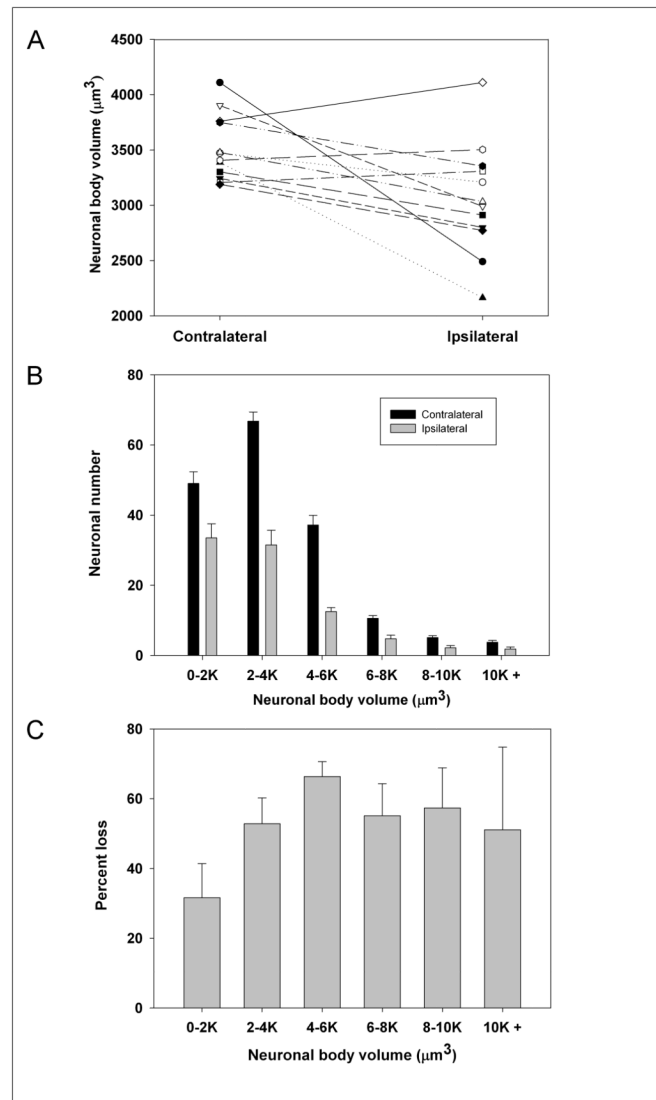 A
Neuronal body volume (μm³)
4500
4000
3500
3000
2500
2000
Contralateral
Ipsilateral
B
Neuronal number
80
60
40
20
0
Contralateral
Ipsilateral
0-2K 2-4K 4-6K 6-8K 8-10K 10K +
Neuronal body volume (μm³)
C
Percent loss
80
60
40
20
0
0-2K 2-4K 4-6K 6-8K 8-10K 10K +
Neuronal body volume (μm³)